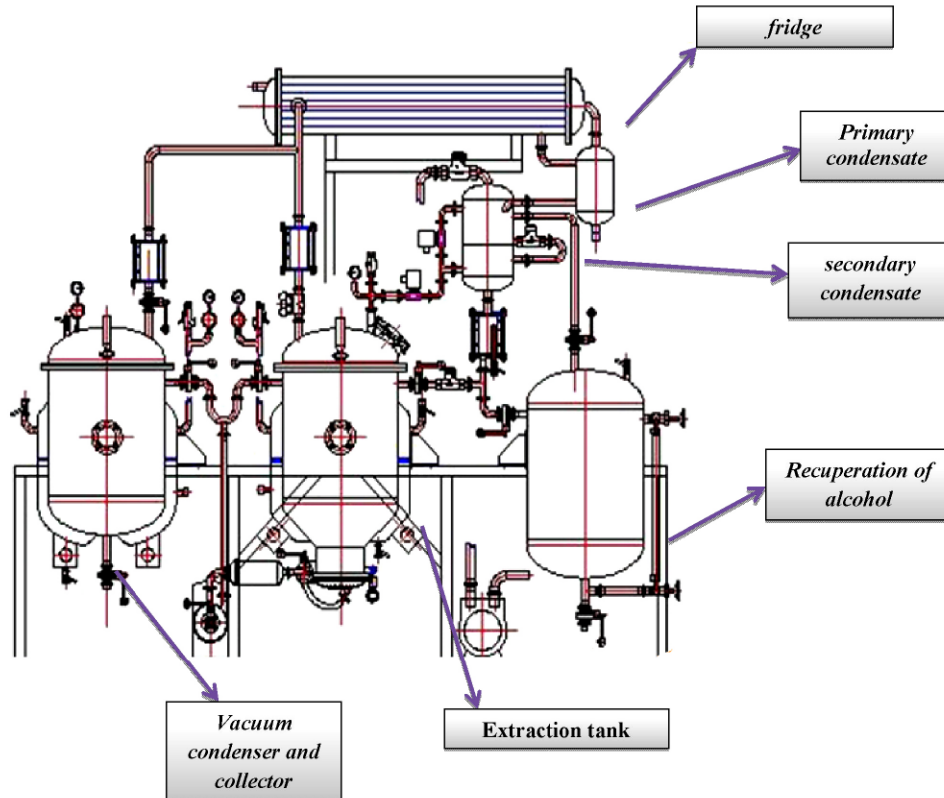 fridge
Primary
condensate
secondary
condensate
Recuperation of
alcohol
Extraction tank
Vacuum
condenser and
collector